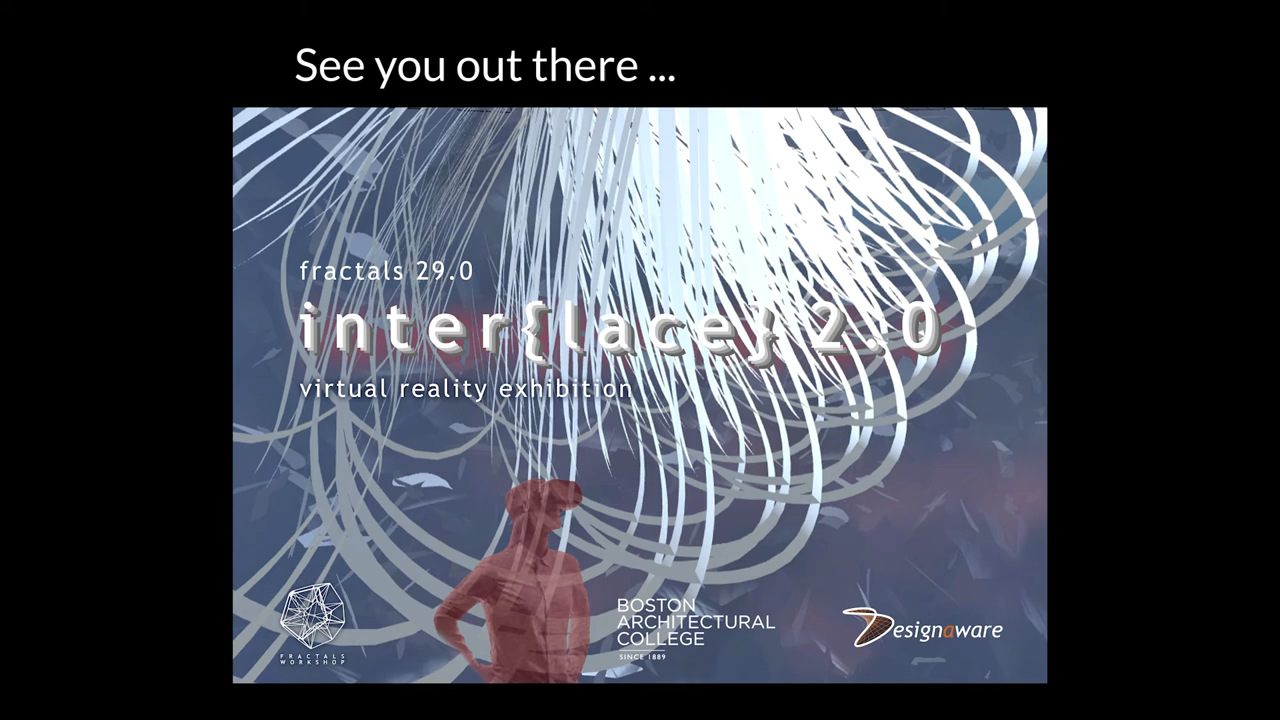 See you out there ...
fractals 29.0
inter{lace} 2.0
virtual reality exhibition
FRACTALS
WORKSHOP
BOSTON
ARCHITECTURAL
COLLEGE
SINCE 1889
Designaware